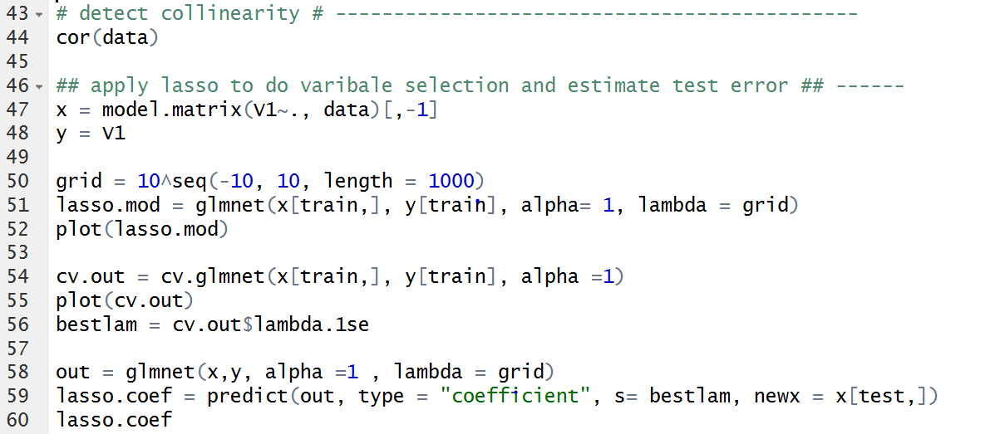 43 # detect collinearity # ---------------------------------------------
44 cor(data)
45
46 ## apply lasso to do varibale selection and estimate test error ## ------
47 x = model.matrix(V1~., data)[,-1]
48 y = V1
49
50 grid = 10^seq(-10, 10, length = 1000)
51 lasso.mod = glmnet(x[train,], y[train], alpha= 1, lambda = grid)
52 plot(lasso.mod)
53
54 cv.out = cv.glmnet(x[train,], y[train], alpha =1)
55 plot(cv.out)
56 bestlam = cv.out$lambda.1se
57
58 out = glmnet(x,y, alpha =1 , lambda = grid)
59 lasso.coef = predict(out, type = "coefficient", s= bestlam, newx = x[test,])
60 lasso.coef